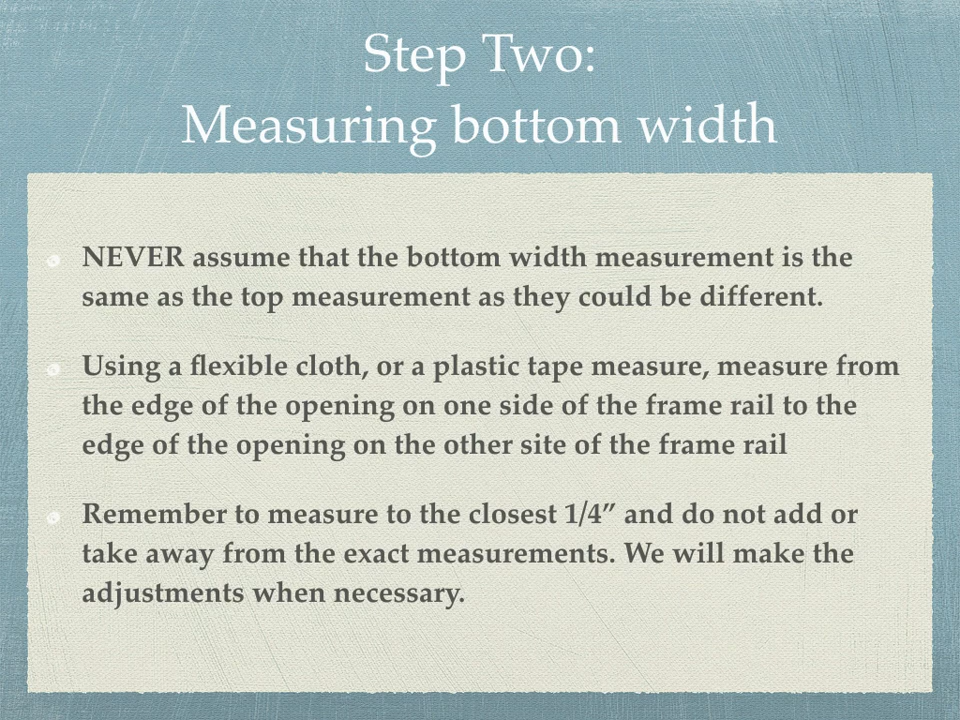 Step Two:
Measuring bottom width
NEVER assume that the bottom width measurement is the
same as the top measurement as they could be different.
Using a flexible cloth, or a plastic tape measure, measure from
the edge of the opening on one side of the frame rail to the
edge of the opening on the other site of the frame rail
Remember to measure to the closest 1/4” and do not add or
take away from the exact measurements. We will make the
adjustments when necessary.